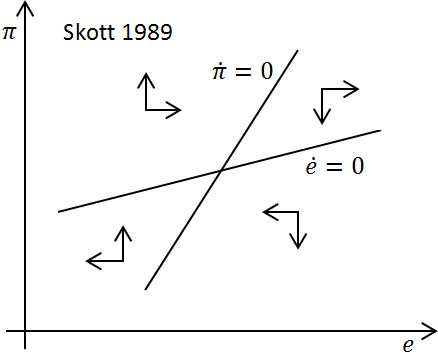 π
Skott 1989
π̇ = 0
ė = 0
e